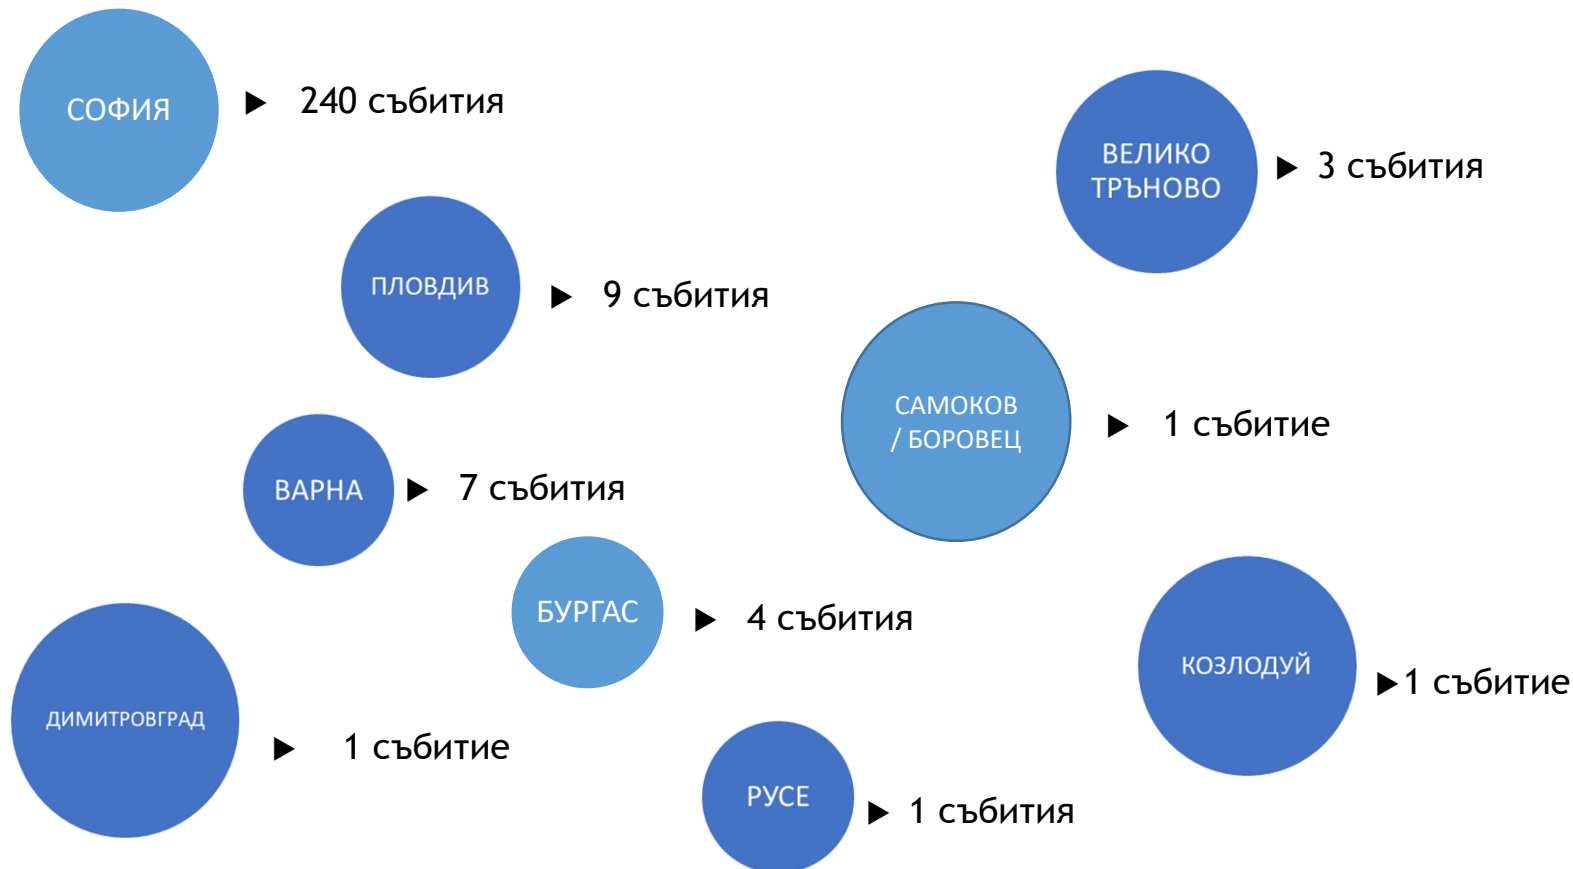 СОФИЯ
240 събития
ВЕЛИКО
ТРЪНОВО
3 събития
ПЛОВДИВ
9 събития
САМОКОВ
/ БОРОВЕЦ
1 събитие
ВАРНА
7 събития
БУРГАС
4 събития
КОЗЛОДУЙ
1 събитие
ДИМИТРОВГРАД
1 събитие
РУСЕ
1 събития